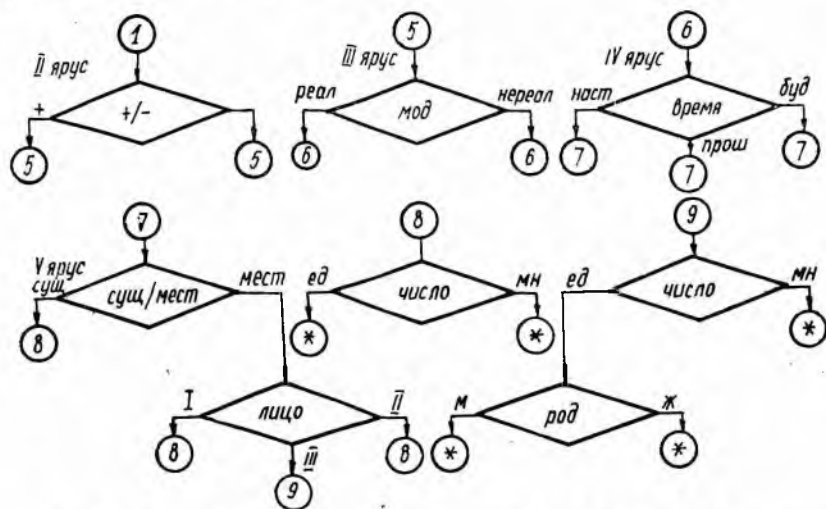 1 5 6
II ярус III ярус IV ярус
+ +/− реал мод нереал наст время буд
5 5 6 6 7 прош 7
7
7 8 9
V ярус
сущ сущ/мест мест ед число мн ед число мн
8 * * *
I лицо II м род ж
8 III 8 * *
9